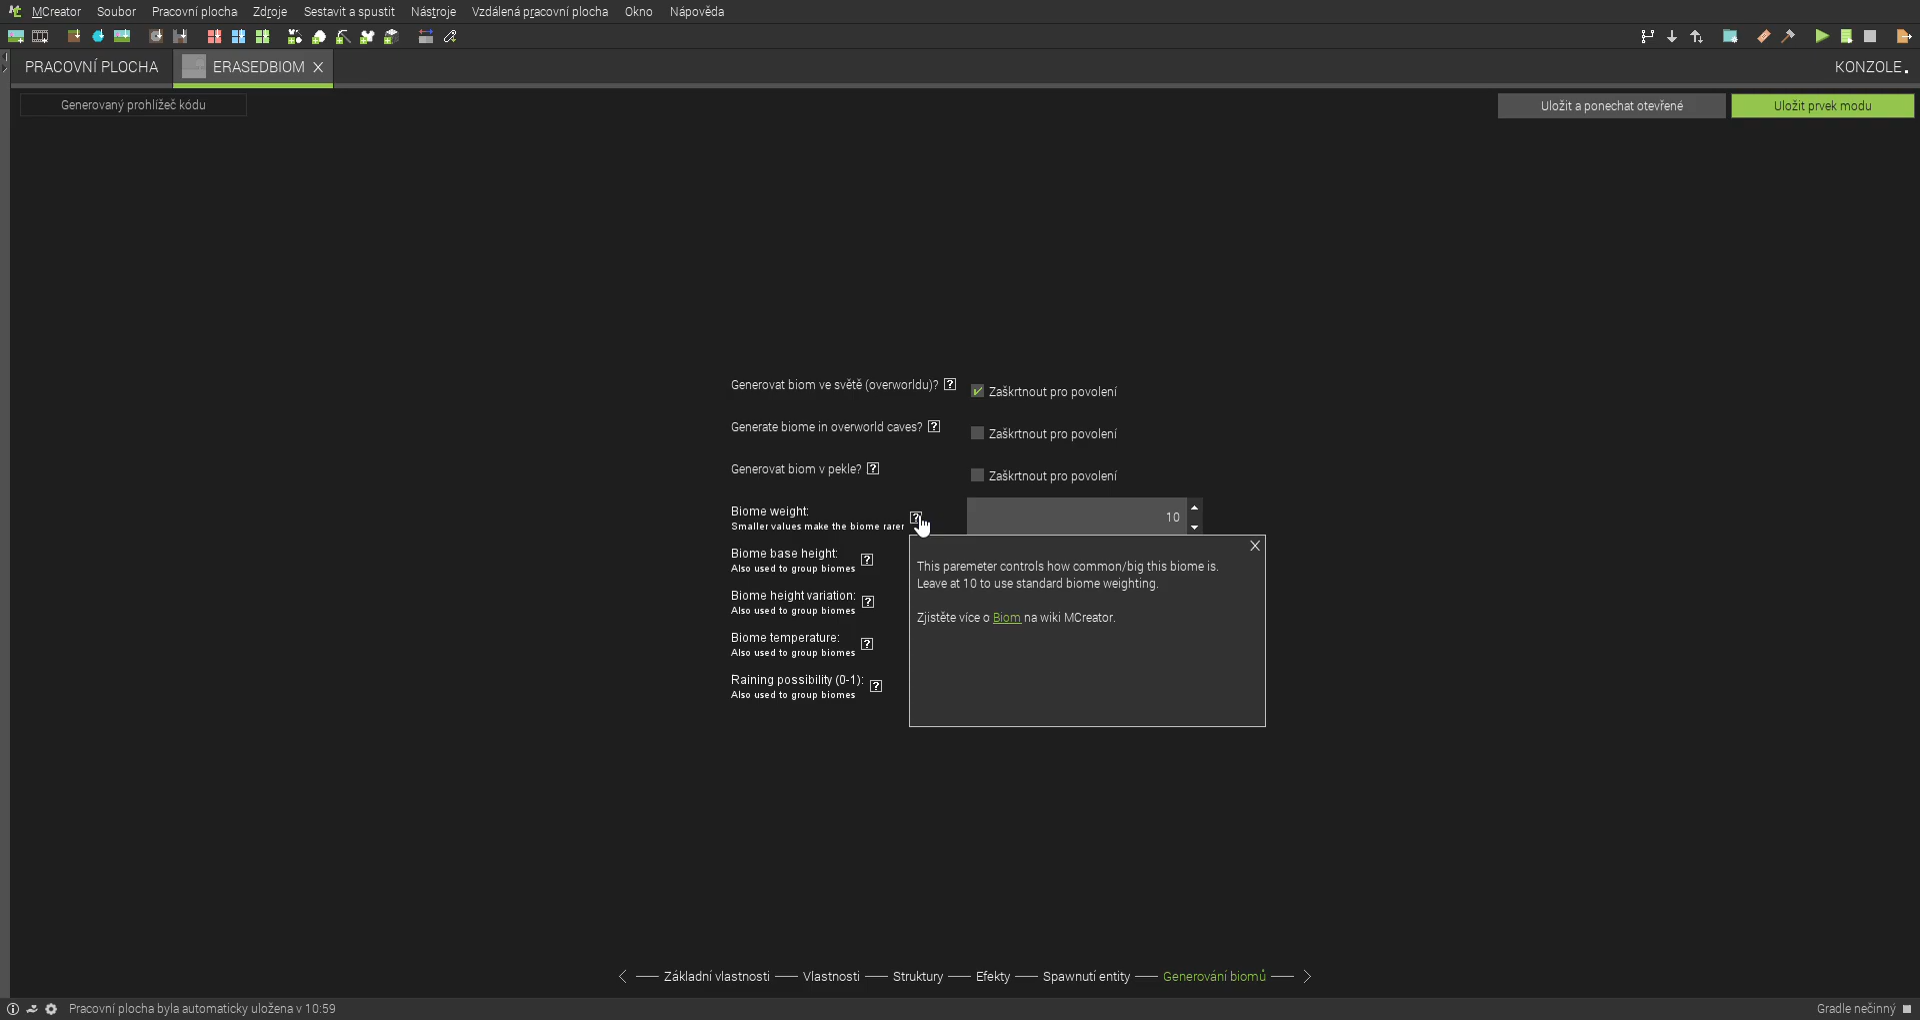 MCreator Soubor Pracovní plocha Zdroje Sestavit a spustit Nástroje Vzdálená pracovní plocha Okno Nápověda
PRACOVNÍ PLOCHA ERASEDBIOM KONZOLE
Generovaný prohlížeč kódu Uložit a ponechat otevřené Uložit prvek modu
Generovat biom ve světě (overworldu)? Zaškrtnout pro povolení
Generate biome in overworld caves? Zaškrtnout pro povolení
Generovat biom v pekle? Zaškrtnout pro povolení
Biome weight:
Smaller values make the biome rarer
10
Biome base height:
Also used to group biomes
Biome height variation:
Also used to group biomes
Biome temperature:
Also used to group biomes
Raining possibility (0-1):
Also used to group biomes
This paremeter controls how common/big this biome is.
Leave at 10 to use standard biome weighting.
Zjistěte více o Biom na wiki MCreator.
Základní vlastnosti Vlastnosti Struktury Efekty Spawnutí entity Generování biomů
Pracovní plocha byla automaticky uložena v 10:59 Gradle nečinný